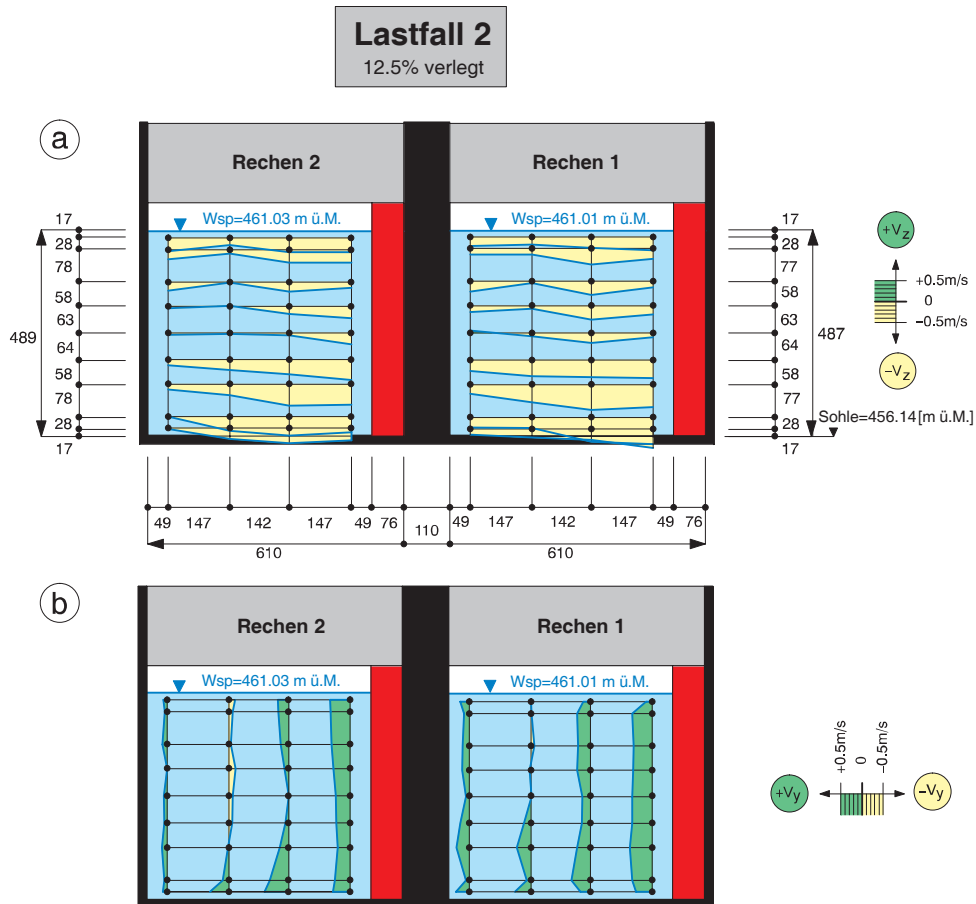 Lastfall 2
12.5% verlegt
a
Rechen 2
Rechen 1
Wsp=461.03 m ü.M.
Wsp=461.01 m ü.M.
17
28
78
58
63
64
58
78
28
17
489
17
28
77
58
63
64
58
77
28
17
487
+Vz
+0.5m/s
0
−0.5m/s
−Vz
Sohle=456.14 [m ü.M.]
49 147 142 147 49 76 110 49 147 142 147 49 76
610 610
b
Rechen 2
Rechen 1
Wsp=461.03 m ü.M.
Wsp=461.01 m ü.M.
+0.5m/s
0
−0.5m/s
+Vy
−Vy